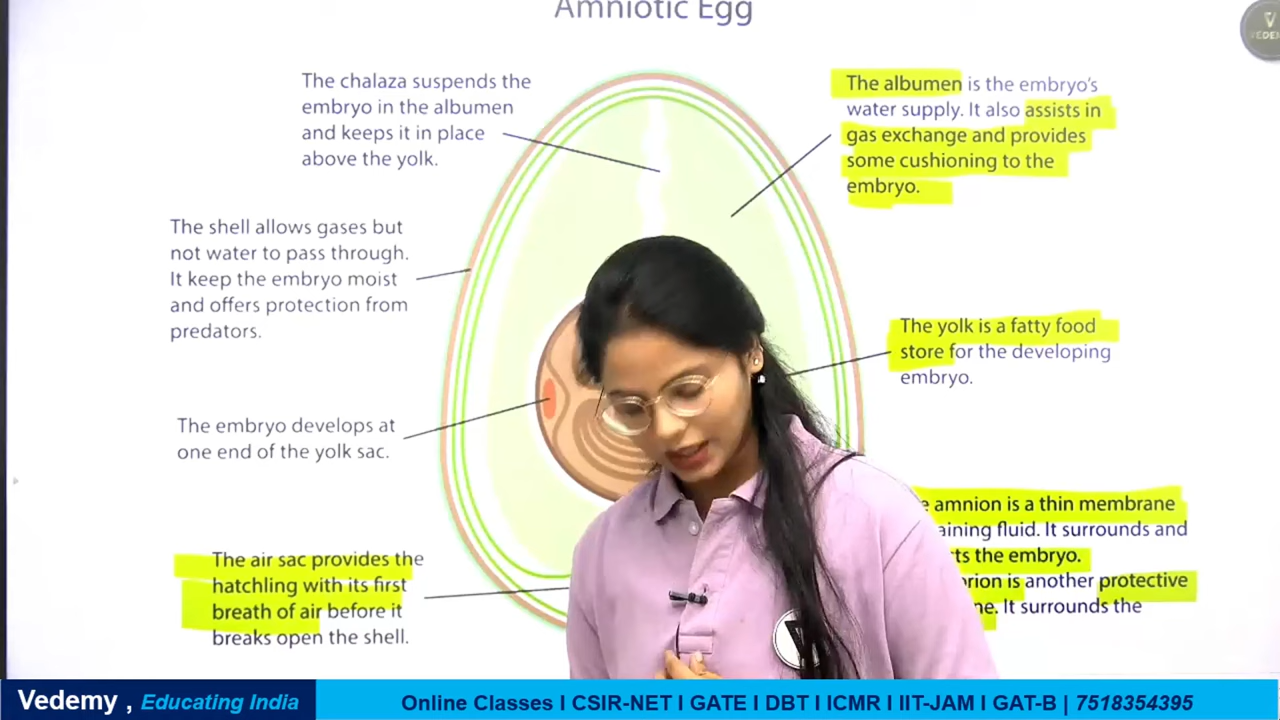 Amniotic Egg
The chalaza suspends the
embryo in the albumen
and keeps it in place
above the yolk.
The albumen is the embryo's
water supply. It also assists in
gas exchange and provides
some cushioning to the
embryo.
The shell allows gases but
not water to pass through.
It keep the embryo moist
and offers protection from
predators.
The yolk is a fatty food
store for the developing
embryo.
The embryo develops at
one end of the yolk sac.
amnion is a thin membrane
fluid. It surrounds and
the embryo.
is another protective
It surrounds the
The air sac provides the
hatchling with its first
breath of air before it
breaks open the shell.
Vedemy , Educating India
Online Classes I CSIR-NET I GATE I DBT I ICMR I IIT-JAM I GAT-B | 7518354395